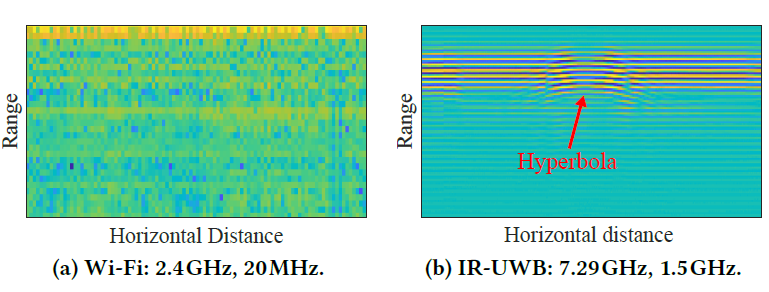 Range
Horizontal Distance
(a) Wi-Fi: 2.4GHz, 20MHz.
Range
Hyperbola
Horizontal distance
(b) IR-UWB: 7.29GHz, 1.5GHz.